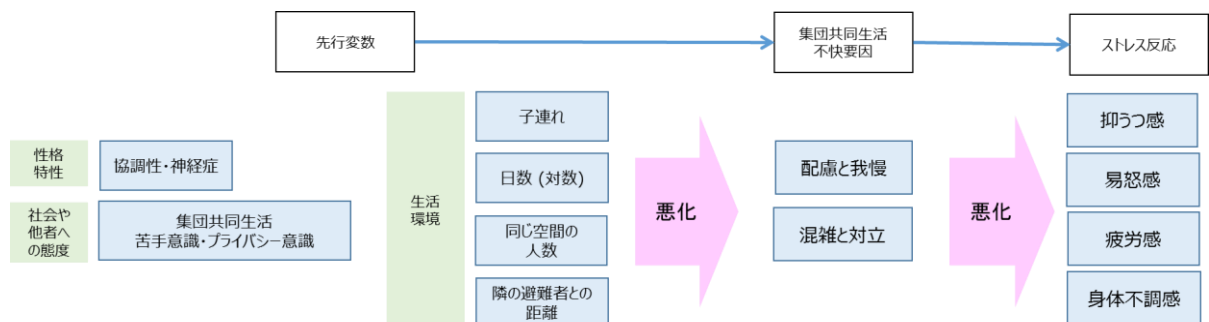 先行変数
集団共同生活
不快要因
ストレス反応
性格
特性
協調性・神経症
社会や
他者へ
の態度
集団共同生活
苦手意識・プライバシー意識
生活
環境
子連れ
日数 (対数)
同じ空間の
人数
隣の避難者との
距離
悪化
配慮と我慢
混雑と対立
悪化
抑うつ感
易怒感
疲労感
身体不調感